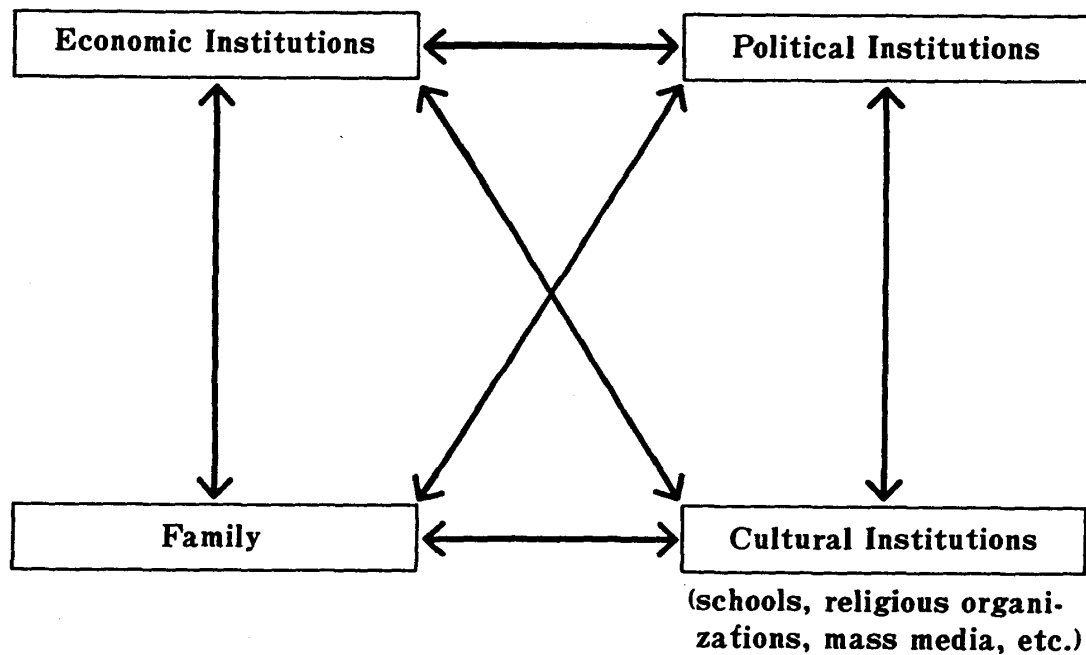 Economic Institutions
Political Institutions
Family
Cultural Institutions
(schools, religious organi-
zations, mass media, etc.)